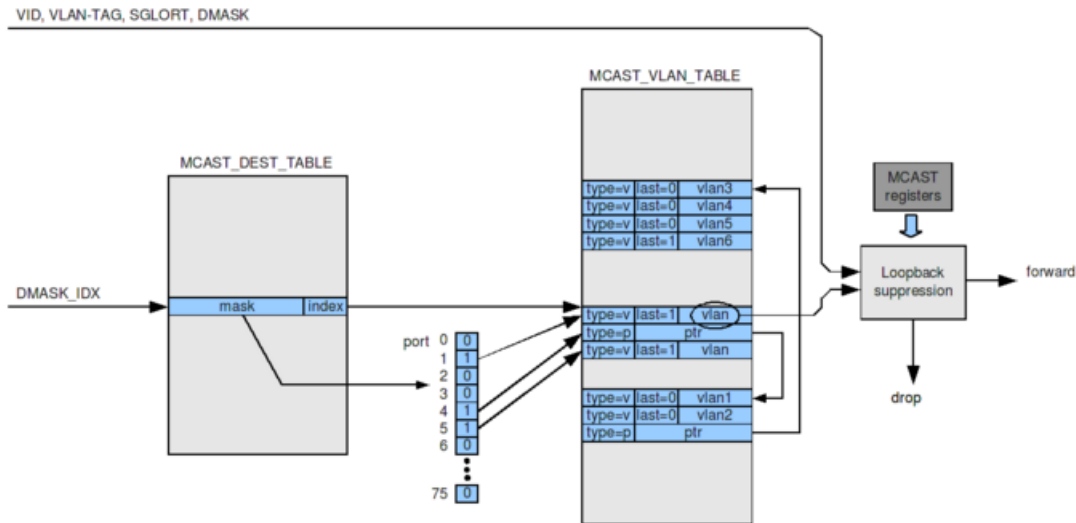 VID, VLAN-TAG, SGLORT, DMASK
MCAST_VLAN_TABLE
MCAST_DEST_TABLE
MCAST
registers
type=v last=0 vlan3
type=v last=0 vlan4
type=v last=0 vlan5
type=v last=1 vlan6
Loopback
suppression
forward
DMASK_IDX
mask index
type=v last=1 vlan
type=p ptr
type=v last=1 vlan
port 0 0
1 1
2 0
3 0
4 1
5 1
6 0
75 0
type=v last=0 vlan1
type=v last=0 vlan2
type=p ptr
drop